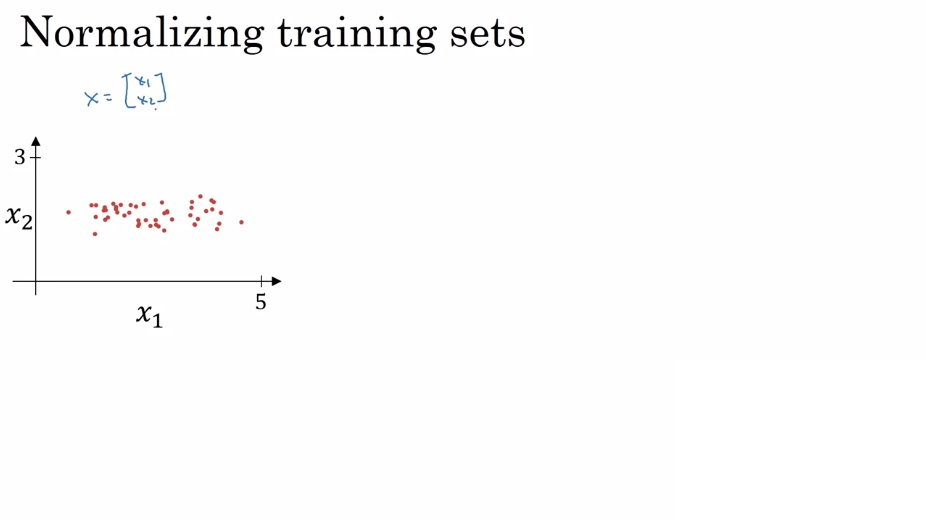 Normalizing training sets
x = [x₁
x₂]
3
x₂
5
x₁